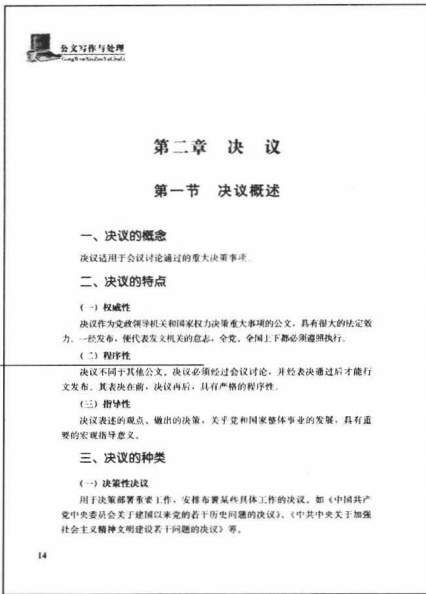 公文写作与处理
GongWenXieZuoYuChuLi
第二章 决 议
第一节 决议概述
一、决议的概念
决议适用于会议讨论通过的重大决策事项。
二、决议的特点
(一) 权威性
决议作为党政领导机关和国家权力决策重大事项的公文,具有很大的法定效
力。一经发布,便代表发文机关的意志,全党、全国上下都必须遵照执行。
(二) 程序性
决议不同于其他公文。决议必须经过会议讨论,并经表决通过后才能行
文发布。其表决在前,决议再后,具有严格的程序性。
(三) 指导性
决议表述的观点、做出的决策,关乎党和国家整体事业的发展,具有重
要的宏观指导意义。
三、决议的种类
(一) 决策性决议
用于决策部署重要工作,安排布置某些具体工作的决议。如《中国共产
党中央委员会关于建国以来党的若干历史问题的决议》、《中共中央关于加强
社会主义精神文明建设若干问题的决议》等。
14